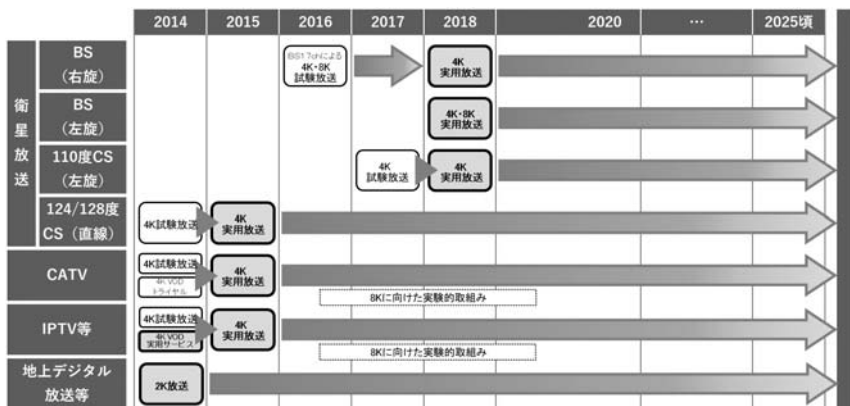 2014 2015 2016 2017 2018 2020 … 2025頃
衛星放送
BS
(右旋)
BS17chによる
4K・8K
試験放送
4K
実用放送
BS
(左旋)
4K・8K
実用放送
110度CS
(左旋)
4K
試験放送
4K
実用放送
124/128度
CS(直線)
4K試験放送
4K
実用放送
CATV
4K試験放送
4K VOD
トライヤル
4K
実用放送
8Kに向けた実験的取組み
IPTV等
4K試験放送
4K VOD
実用サービス
4K
実用放送
8Kに向けた実験的取組み
地上デジタル
放送等
2K放送